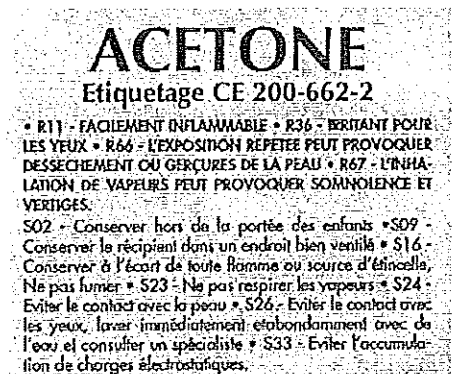 ACETONE
Etiquetage CE 200-662-2
• R11 - FACILEMENT INFLAMMABLE • R36 - IRRITANT POUR
LES YEUX • R66 - L'EXPOSITION REPETEE PEUT PROVOQUER
DESSECHEMENT OU GERÇURES DE LA PEAU • R67 - L'INHA-
LATION DE VAPEURS PEUT PROVOQUER SOMNOLENCE ET
VERTIGES.
S02 - Conserver hors de la portée des enfants • S09 -
Conserver le récipient dans un endroit bien ventilé • S16 -
Conserver à l'écart de toute flamme ou source d'étincelle,
Ne pas fumer • S23 - Ne pas respirer les vapeurs • S24 -
Eviter le contact avec la peau • S26 - Eviter le contact avec
les yeux, laver immédiatement et abondamment avec de
l'eau et consulter un spécialiste • S33 - Eviter l'accumula-
tion de charges électrostatiques.